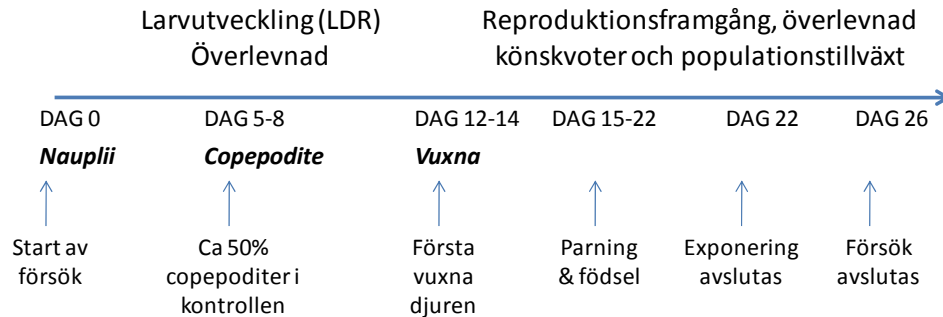 Larvutveckling (LDR)
Överlevnad
Reproduktionsframgång, överlevnad
könskvoter och populationstillväxt
DAG 0 DAG 5-8 DAG 12-14 DAG 15-22 DAG 22 DAG 26
Nauplii Copepodite Vuxna
Start av
försök
Ca 50%
copepoditer i
kontrollen
Första
vuxna
djuren
Parning
& födsel
Exponering
avslutas
Försök
avslutas